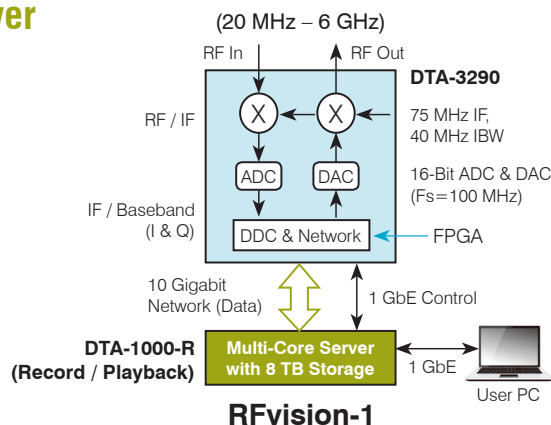 ver
(20 MHz – 6 GHz)
RF In
RF Out
DTA-3290
RF / IF
X
X
75 MHz IF,
40 MHz IBW
ADC
DAC
16-Bit ADC & DAC
(Fs=100 MHz)
IF / Baseband
(I & Q)
DDC & Network
FPGA
10 Gigabit
Network (Data)
1 GbE Control
DTA-1000-R
(Record / Playback)
Multi-Core Server
with 8 TB Storage
1 GbE
User PC
RFvision-1